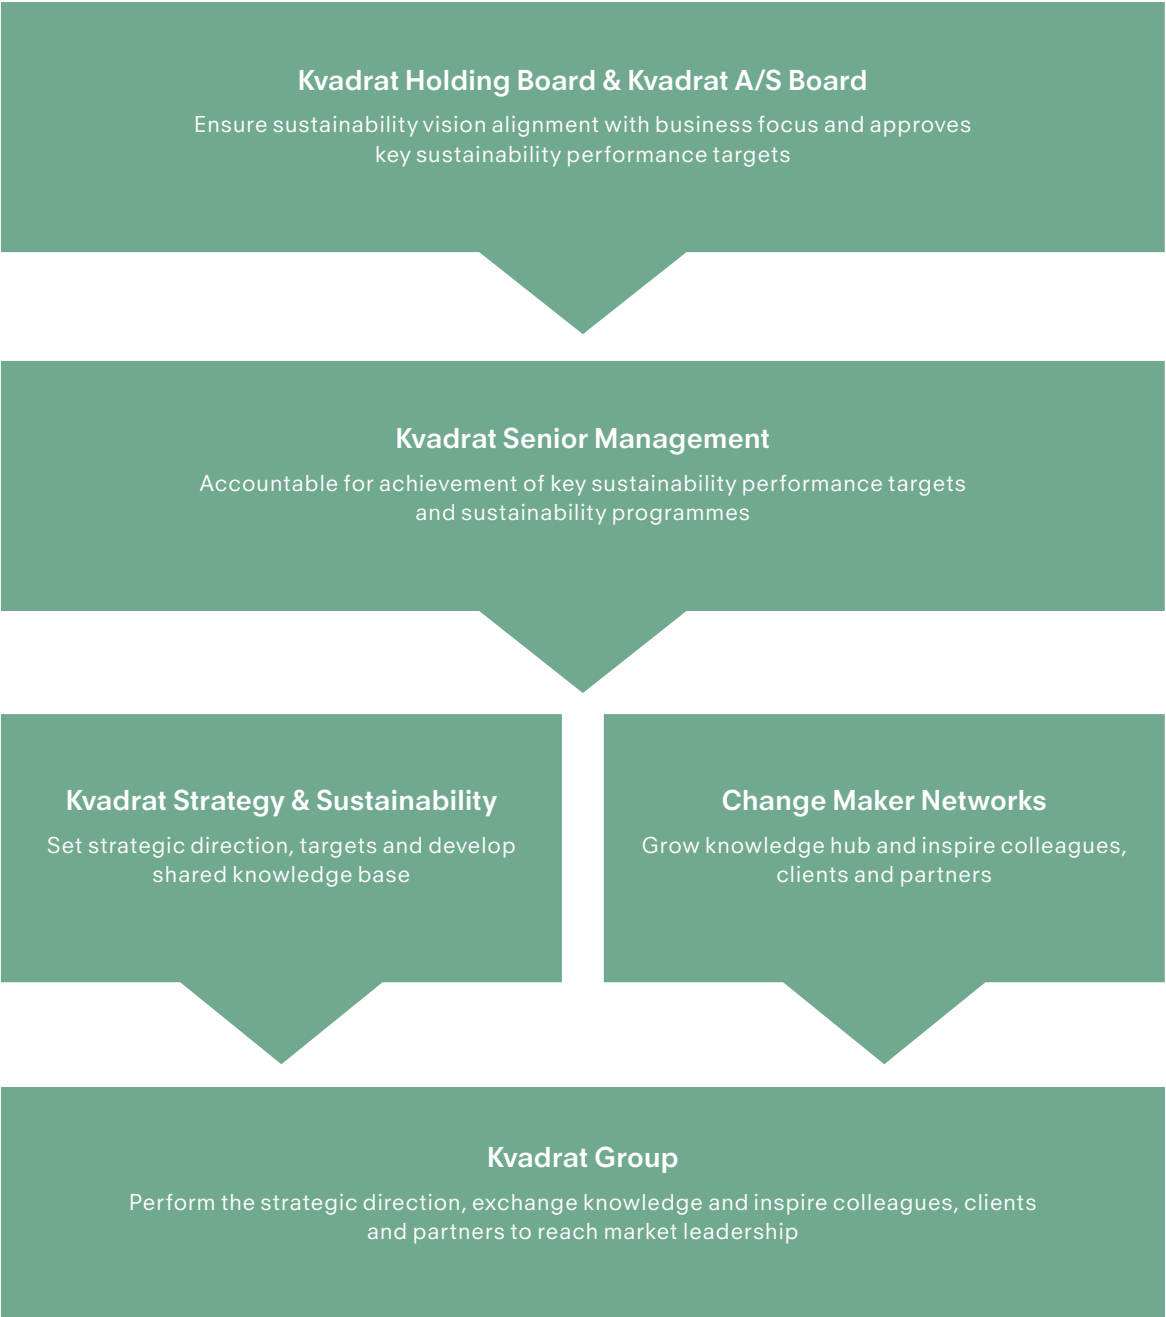 Kvadrat Holding Board & Kvadrat A/S Board
Ensure sustainability vision alignment with business focus and approves
key sustainability performance targets
Kvadrat Senior Management
Accountable for achievement of key sustainability performance targets
and sustainability programmes
Kvadrat Strategy & Sustainability
Set strategic direction, targets and develop
shared knowledge base
Change Maker Networks
Grow knowledge hub and inspire colleagues,
clients and partners
Kvadrat Group
Perform the strategic direction, exchange knowledge and inspire colleagues, clients
and partners to reach market leadership